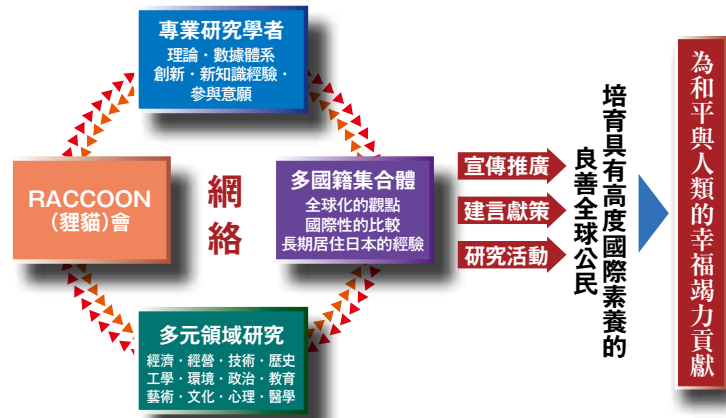 專業研究學者
理論・數據體系
創新・新知識經驗・
參與意願
RACCOON
（狸貓）會
網
絡
多國籍集合體
全球化的觀點
國際性的比較
長期居住日本的經驗
多元領域研究
經濟・經營・技術・歷史
工學・環境・政治・教育
藝術・文化・心理・醫學
宣傳推廣
建言獻策
研究活動
培育具有高度國際素養的
良善全球公民
為和平與人類的幸福竭力貢獻